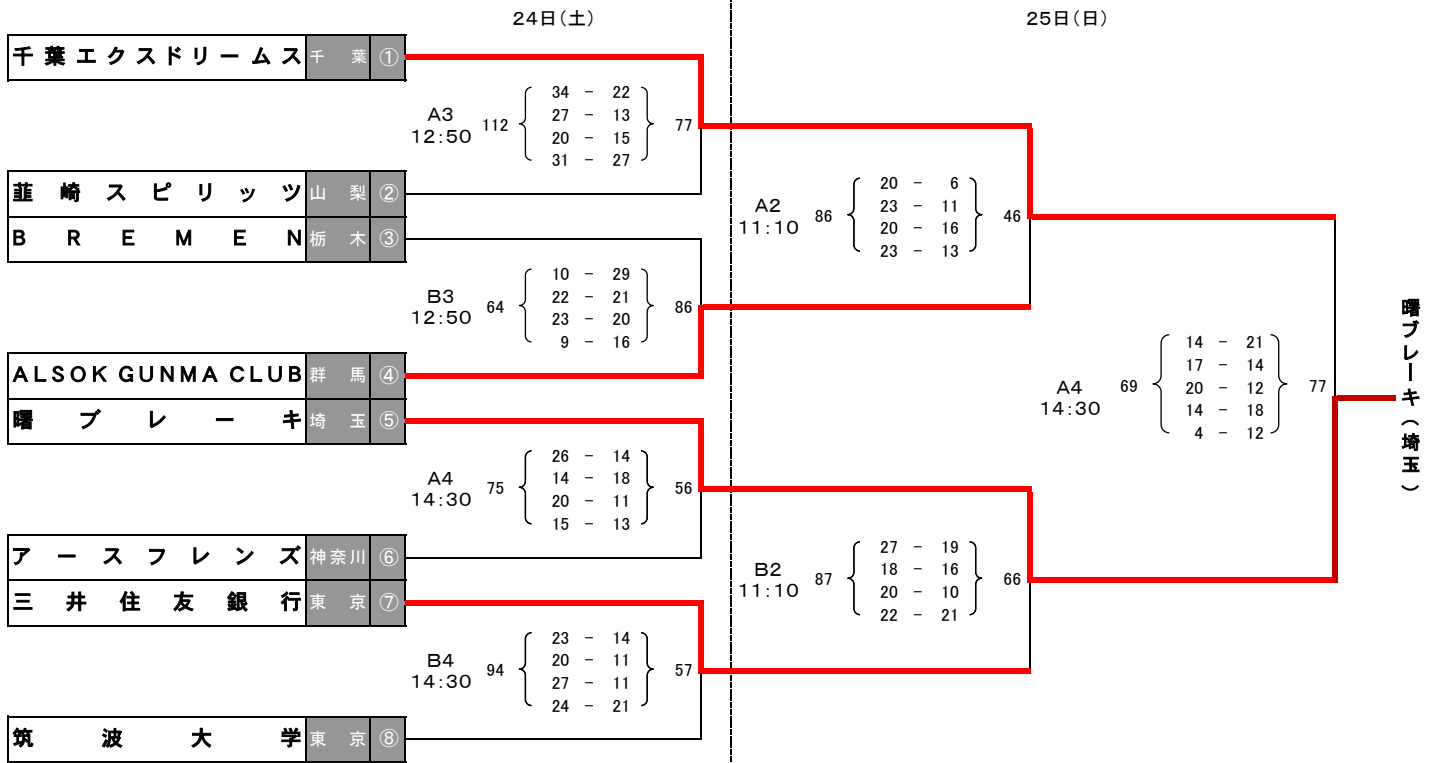 24日(土) 25日(日)
千葉エクスドリームス 千葉 ①
34 - 22
A3 27 - 13
12:50 112 20 - 15 77
31 - 27
韮崎スピリッツ 山梨 ②
20 - 6
A2 23 - 11
11:10 86 20 - 16 46
23 - 13
BREMEN 栃木 ③
10 - 29
B3 22 - 21
12:50 64 23 - 20 86
9 - 16
ALSOK GUNMA CLUB 群馬 ④
14 - 21
17 - 14
A4 69 20 - 12 77
14:30 14 - 18
4 - 12
曙ブレーキ(埼玉)
曙ブレーキ 埼玉 ⑤
26 - 14
A4 14 - 18
14:30 75 20 - 11 56
15 - 13
アースフレンズ 神奈川 ⑥
27 - 19
B2 18 - 16
11:10 87 20 - 10 66
22 - 21
三井住友銀行 東京 ⑦
23 - 14
B4 20 - 11
14:30 94 27 - 11 57
24 - 21
筑波大学 東京 ⑧